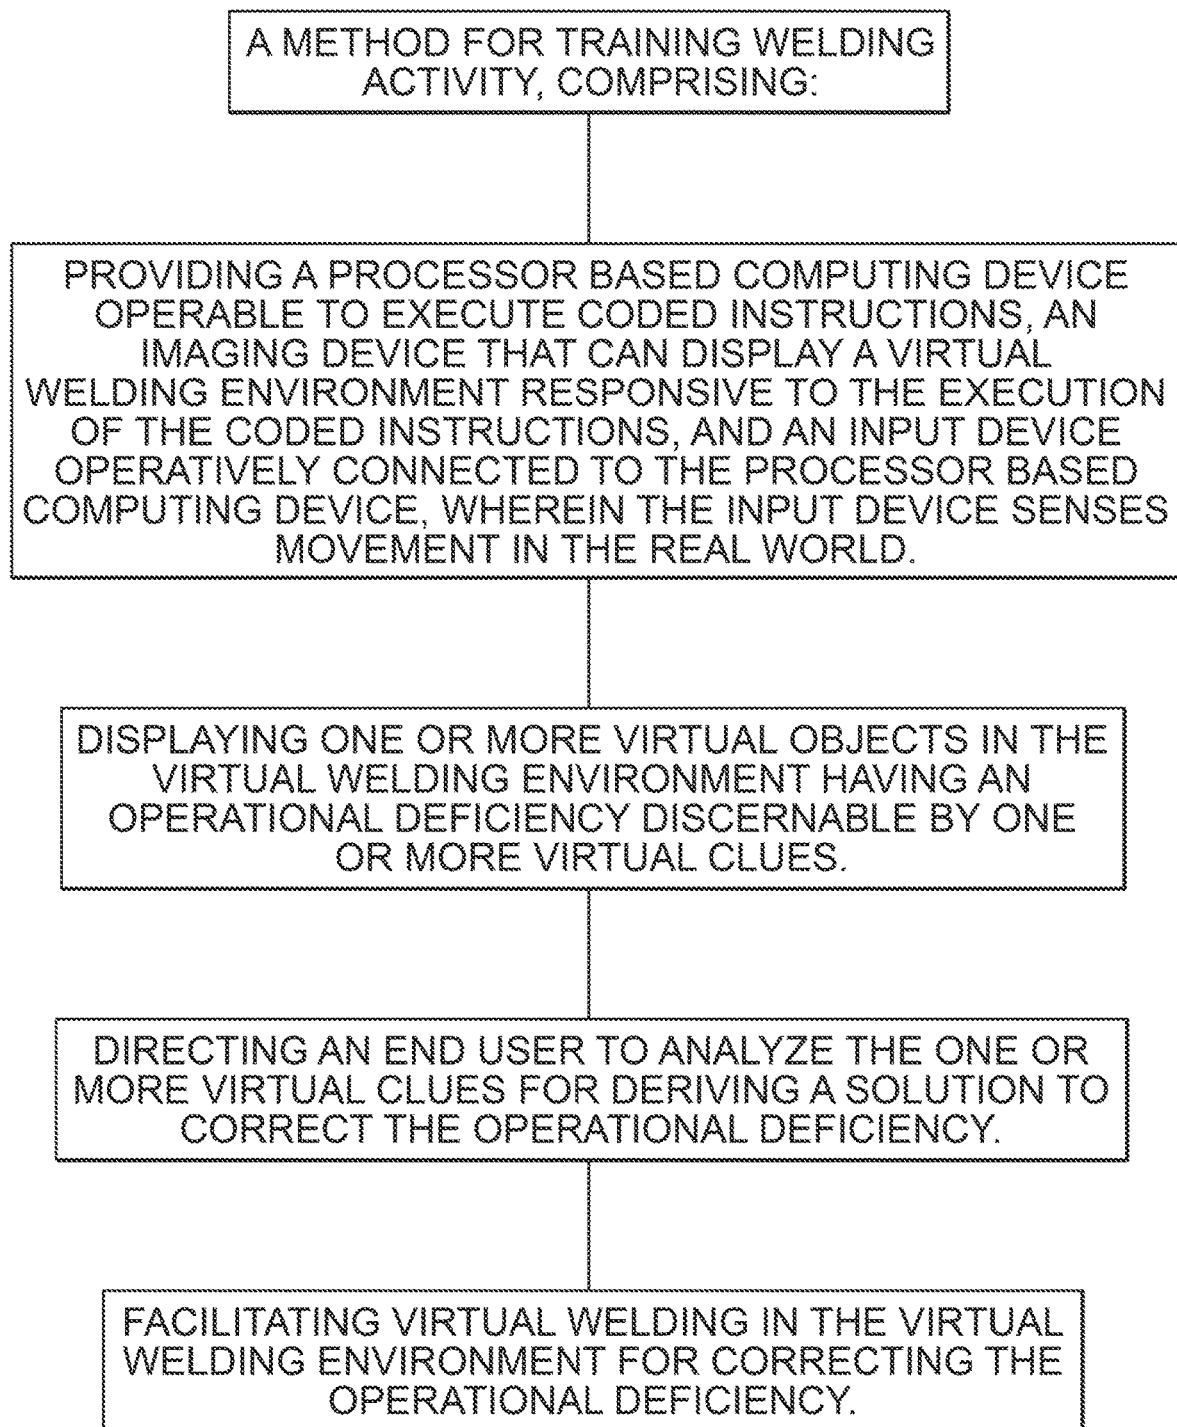 A METHOD FOR TRAINING WELDING
ACTIVITY, COMPRISING:
PROVIDING A PROCESSOR BASED COMPUTING DEVICE
OPERABLE TO EXECUTE CODED INSTRUCTIONS, AN
IMAGING DEVICE THAT CAN DISPLAY A VIRTUAL
WELDING ENVIRONMENT RESPONSIVE TO THE EXECUTION
OF THE CODED INSTRUCTIONS, AND AN INPUT DEVICE
OPERATIVELY CONNECTED TO THE PROCESSOR BASED
COMPUTING DEVICE, WHEREIN THE INPUT DEVICE SENSES
MOVEMENT IN THE REAL WORLD.
DISPLAYING ONE OR MORE VIRTUAL OBJECTS IN THE
VIRTUAL WELDING ENVIRONMENT HAVING AN
OPERATIONAL DEFICIENCY DISCERNABLE BY ONE
OR MORE VIRTUAL CLUES.
DIRECTING AN END USER TO ANALYZE THE ONE OR
MORE VIRTUAL CLUES FOR DERIVING A SOLUTION TO
CORRECT THE OPERATIONAL DEFICIENCY.
FACILITATING VIRTUAL WELDING IN THE VIRTUAL
WELDING ENVIRONMENT FOR CORRECTING THE
OPERATIONAL DEFICIENCY.